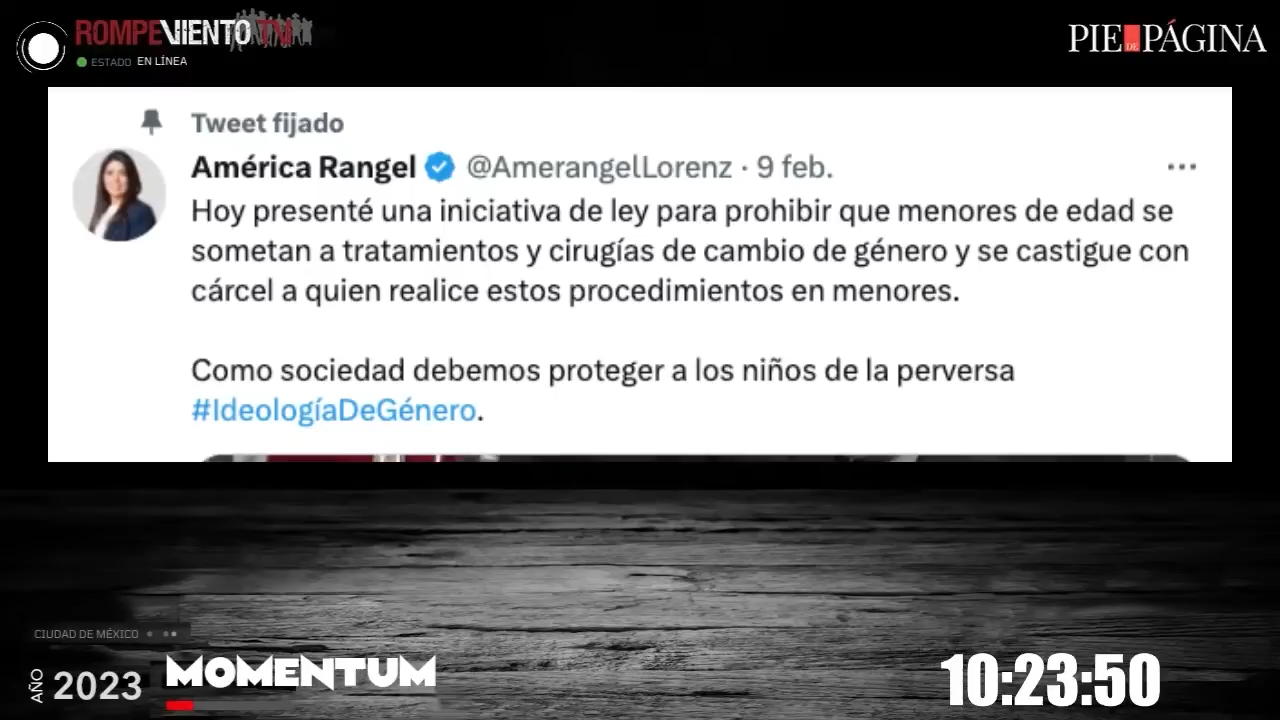 ROMPEVIENTO TV
ESTADO EN LÍNEA
PIE DE PÁGINA
Tweet fijado
América Rangel @AmerangelLorenz · 9 feb.
Hoy presenté una iniciativa de ley para prohibir que menores de edad se
sometan a tratamientos y cirugías de cambio de género y se castigue con
cárcel a quien realice estos procedimientos en menores.
Como sociedad debemos proteger a los niños de la perversa
#IdeologíaDeGénero.
CIUDAD DE MÉXICO
AÑO 2023 MOMENTUM
10:23:50